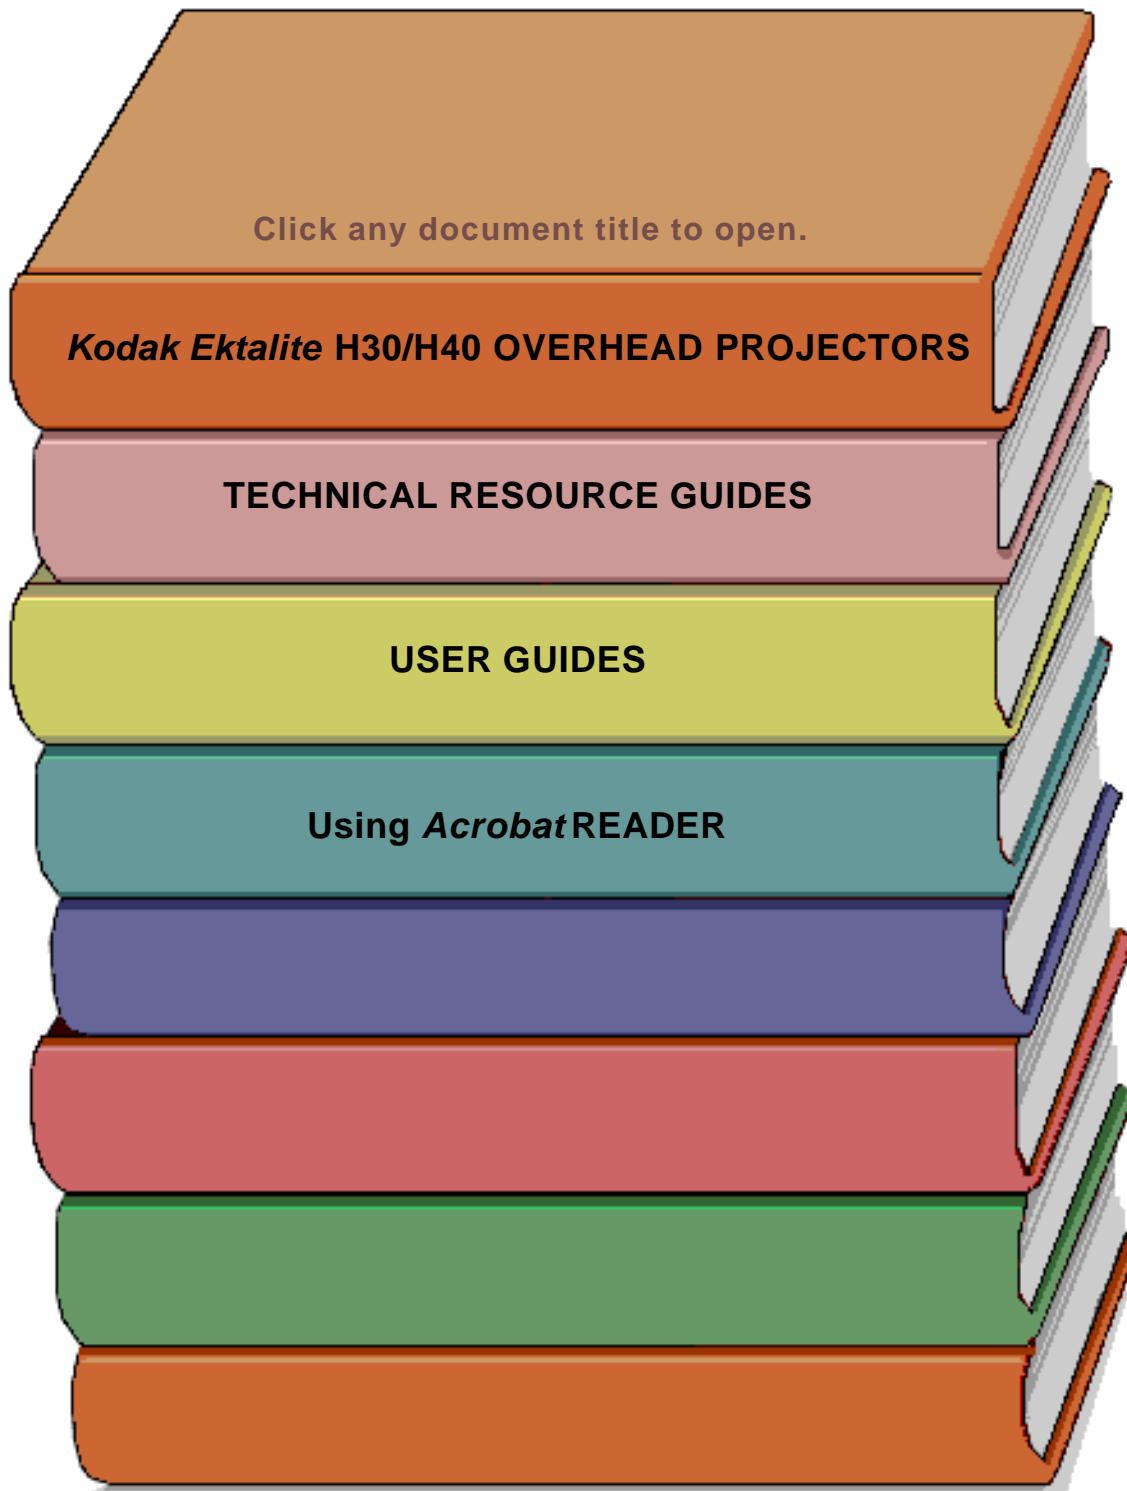 Click any document title to open.
Kodak Ektalite H30/H40 OVERHEAD PROJECTORS
TECHNICAL RESOURCE GUIDES
USER GUIDES
Using Acrobat READER